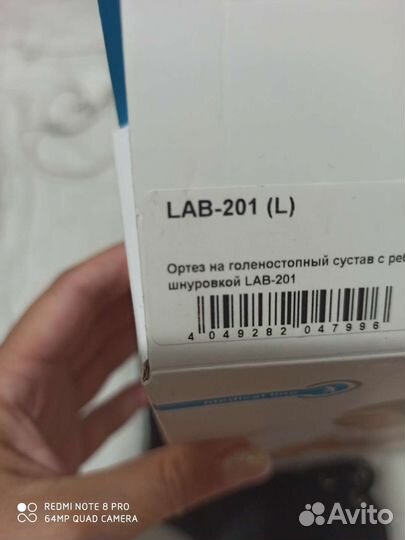 LAB-201 (L)
Ортез на голеностопный сустав с реб
шнуровкой LAB-201
4 049282 047996
REDMI NOTE 8 PRO
64MP QUAD CAMERA
Avito